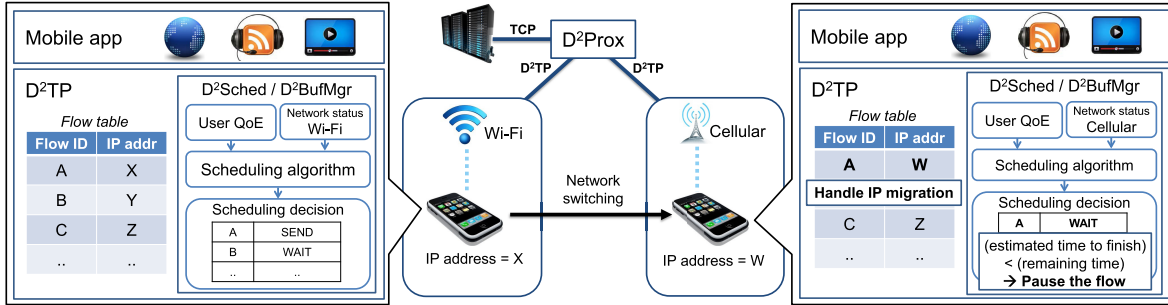 Mobile app
D²TP
Flow table
Flow ID IP addr
A X
B Y
C Z
.. ..
D²Sched / D²BufMgr
User QoE
Network status
Wi-Fi
Scheduling algorithm
Scheduling decision
A SEND
B WAIT
.. ..
TCP
D²Prox
D²TP
D²TP
Wi-Fi
Cellular
Network
switching
IP address = X
IP address = W
Mobile app
D²TP
Flow table
Flow ID IP addr
A W
Handle IP migration
C Z
.. ..
D²Sched / D²BufMgr
User QoE
Network status
Cellular
Scheduling algorithm
Scheduling decision
A WAIT
(estimated time to finish)
< (remaining time)
→ Pause the flow